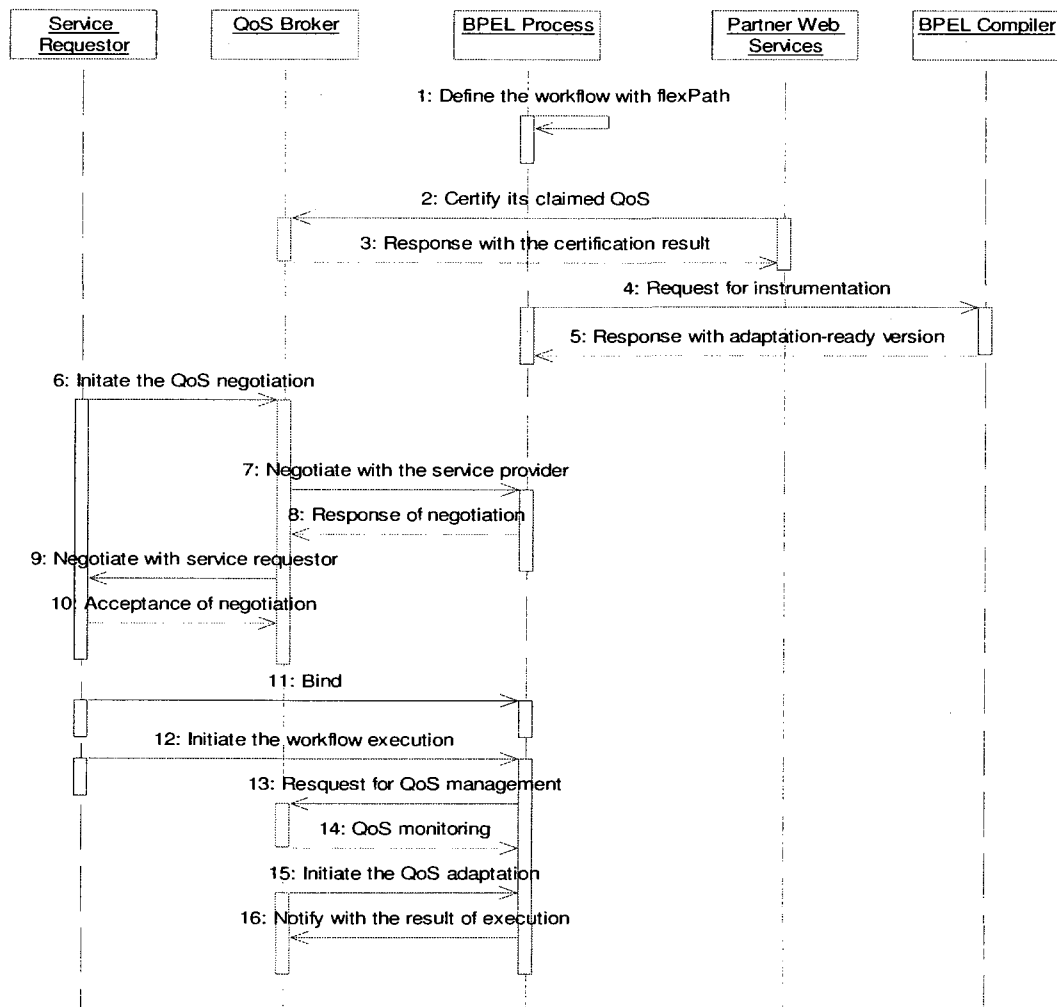 Service
Requestor
QoS Broker
BPEL Process
Partner Web
Services
BPEL Compiler
1: Define the workflow with flexPath
2: Certify its claimed QoS
3: Response with the certification result
4: Request for instrumentation
5: Response with adaptation-ready version
6: Initate the QoS negotiation
7: Negotiate with the service provider
8: Response of negotiation
9: Negotiate with service requestor
10: Acceptance of negotiation
11: Bind
12: Initiate the workflow execution
13: Resquest for QoS management
14: QoS monitoring
15: Initiate the QoS adaptation
16: Notify with the result of execution